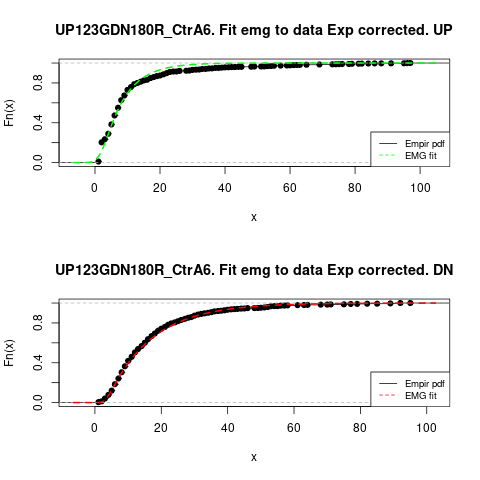 UP123GDN180R_CtrA6. Fit emg to data Exp corrected. UP
Fn(x)
0.0 0.4 0.8
Empir pdf
EMG fit
0 20 40 60 80 100
x
UP123GDN180R_CtrA6. Fit emg to data Exp corrected. DN
Fn(x)
0.0 0.4 0.8
Empir pdf
EMG fit
0 20 40 60 80 100
x